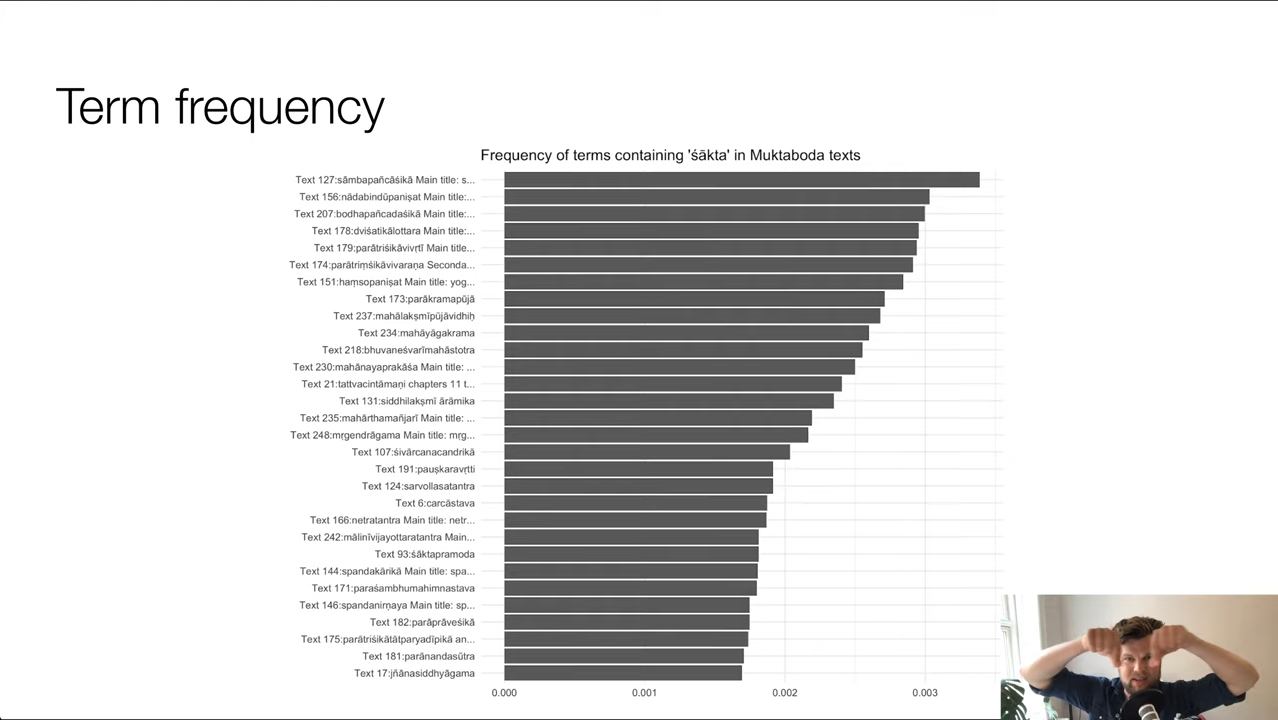 Term frequency
Frequency of terms containing 'śākta' in Muktaboda texts
Text 127:sāmbapañcāśikā Main title: s...
Text 156:nādabindūpaniṣat Main title:...
Text 207:bodhapañcadaśikā Main title:...
Text 178:dviśatikālottara Main title:...
Text 179:parātriśikāvivṛtī Main title...
Text 174:parātriṃśikāvivaraṇa Seconda...
Text 151:haṃsopaniṣat Main title: yog...
Text 173:parākramapūjā
Text 237:mahālakṣmīpūjāvidhiḥ
Text 234:mahāyāgakrama
Text 218:bhuvaneśvarīmahāstotra
Text 230:mahānayaprakāśa Main title: ...
Text 21:tattvacintāmaṇi chapters 11 t...
Text 131:siddhilakṣmī ārāmika
Text 235:mahārthamañjarī Main title: ...
Text 248:mṛgendrāgama Main title: mṛg...
Text 107:śivārcanacandrikā
Text 191:pauṣkaravṛtti
Text 124:sarvollasatantra
Text 6:carcāstava
Text 166:netratantra Main title: netr...
Text 242:mālinīvijayottaratantra Main...
Text 93:śāktapramoda
Text 144:spandakārikā Main title: spa...
Text 171:paraśambhumahimnastava
Text 146:spandanirṇaya Main title: sp...
Text 182:parāprāveśikā
Text 175:parātriśikātātparyadīpikā an...
Text 181:parānandasūtra
Text 17:jñānasiddhyāgama
0.000 0.001 0.002 0.003